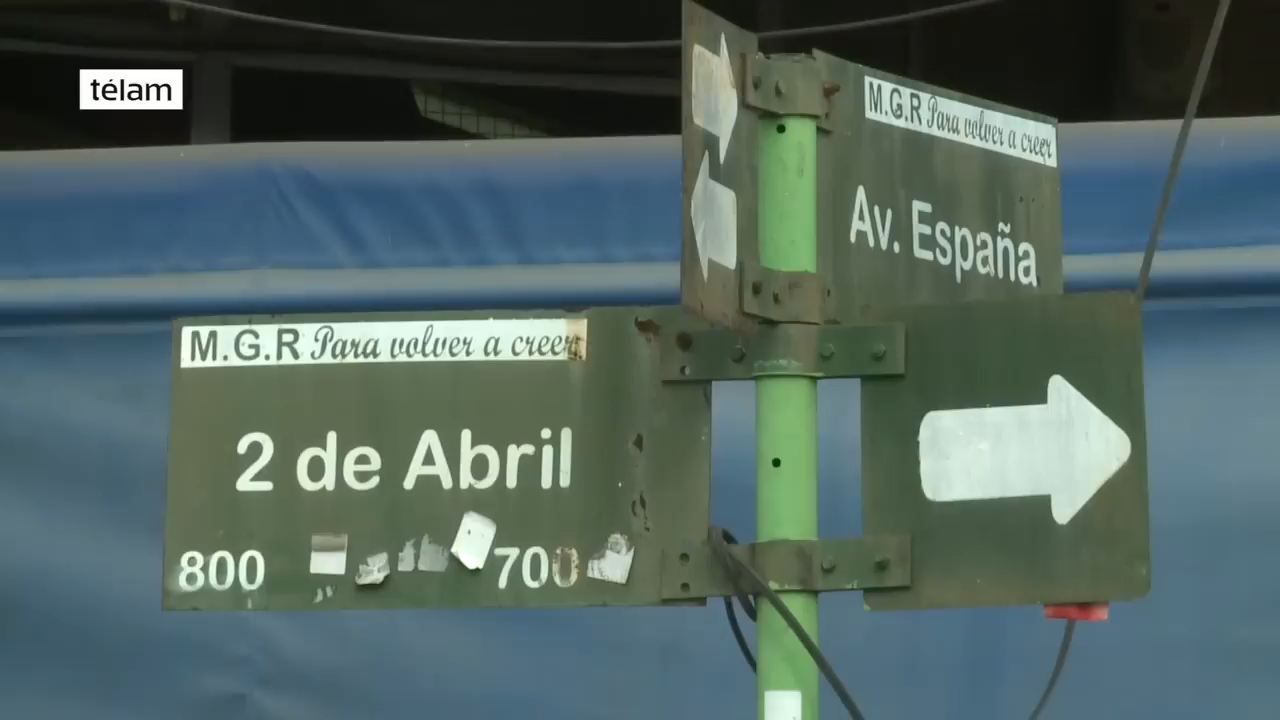 télam
M.G.R Para volver a creer
Av. España
M.G.R Para volver a creer
2 de Abril
800 700